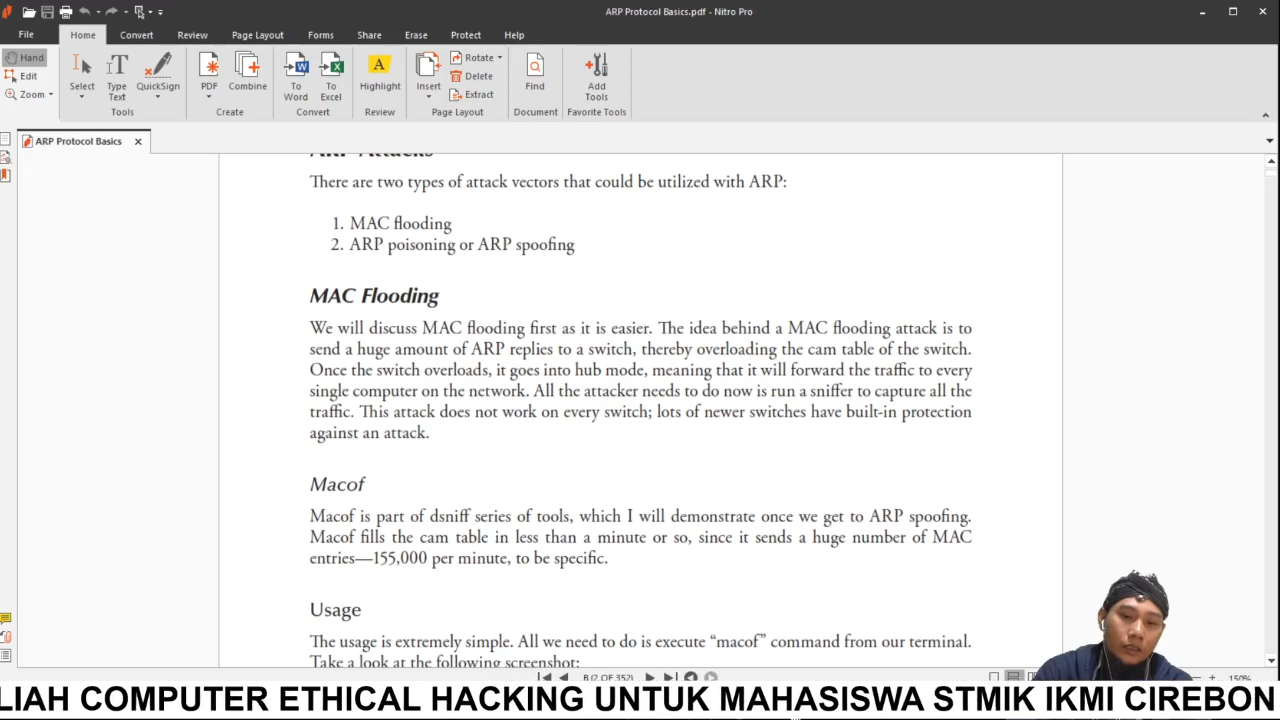 ARP Protocol Basics.pdf - Nitro Pro
File Home Convert Review Page Layout Forms Share Erase Protect Help
Hand
Edit
Zoom
Select
Type Text
QuickSign
PDF
Combine
To Word
To Excel
Highlight
Insert
Rotate
Delete
Extract
Find
Add Tools
Tools Create Convert Review Page Layout Document Favorite Tools
ARP Protocol Basics
ARP Attacks
There are two types of attack vectors that could be utilized with ARP:
1. MAC flooding
2. ARP poisoning or ARP spoofing
MAC Flooding
We will discuss MAC flooding first as it is easier. The idea behind a MAC flooding attack is to
send a huge amount of ARP replies to a switch, thereby overloading the cam table of the switch.
Once the switch overloads, it goes into hub mode, meaning that it will forward the traffic to every
single computer on the network. All the attacker needs to do now is run a sniffer to capture all the
traffic. This attack does not work on every switch; lots of newer switches have built-in protection
against an attack.
Macof
Macof is part of dsniff series of tools, which I will demonstrate once we get to ARP spoofing.
Macof fills the cam table in less than a minute or so, since it sends a huge number of MAC
entries—155,000 per minute, to be specific.
Usage
The usage is extremely simple. All we need to do is execute “macof” command from our terminal.
Take a look at the following screenshot:
8 (2 OF 352)
150%
LIAH COMPUTER ETHICAL HACKING UNTUK MAHASISWA STMIK IKMI CIREBON